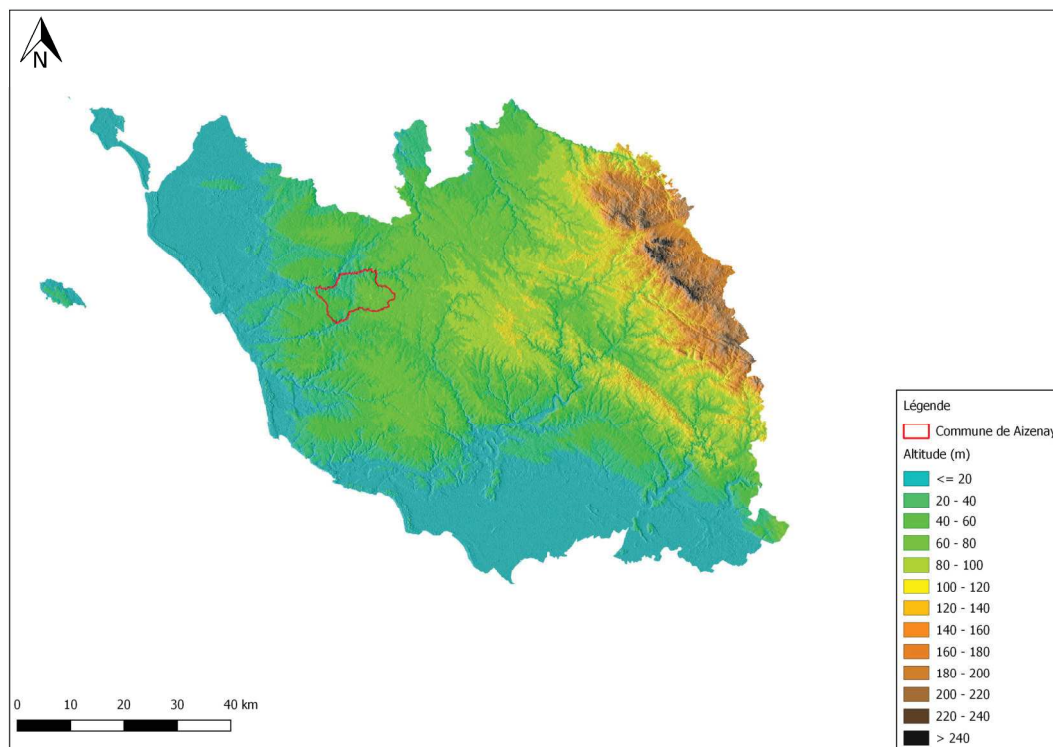 N
Légende
Commune de Aizenay
Altitude (m)
<= 20
20 - 40
40 - 60
60 - 80
80 - 100
100 - 120
120 - 140
140 - 160
160 - 180
180 - 200
200 - 220
220 - 240
> 240
0 10 20 30 40 km